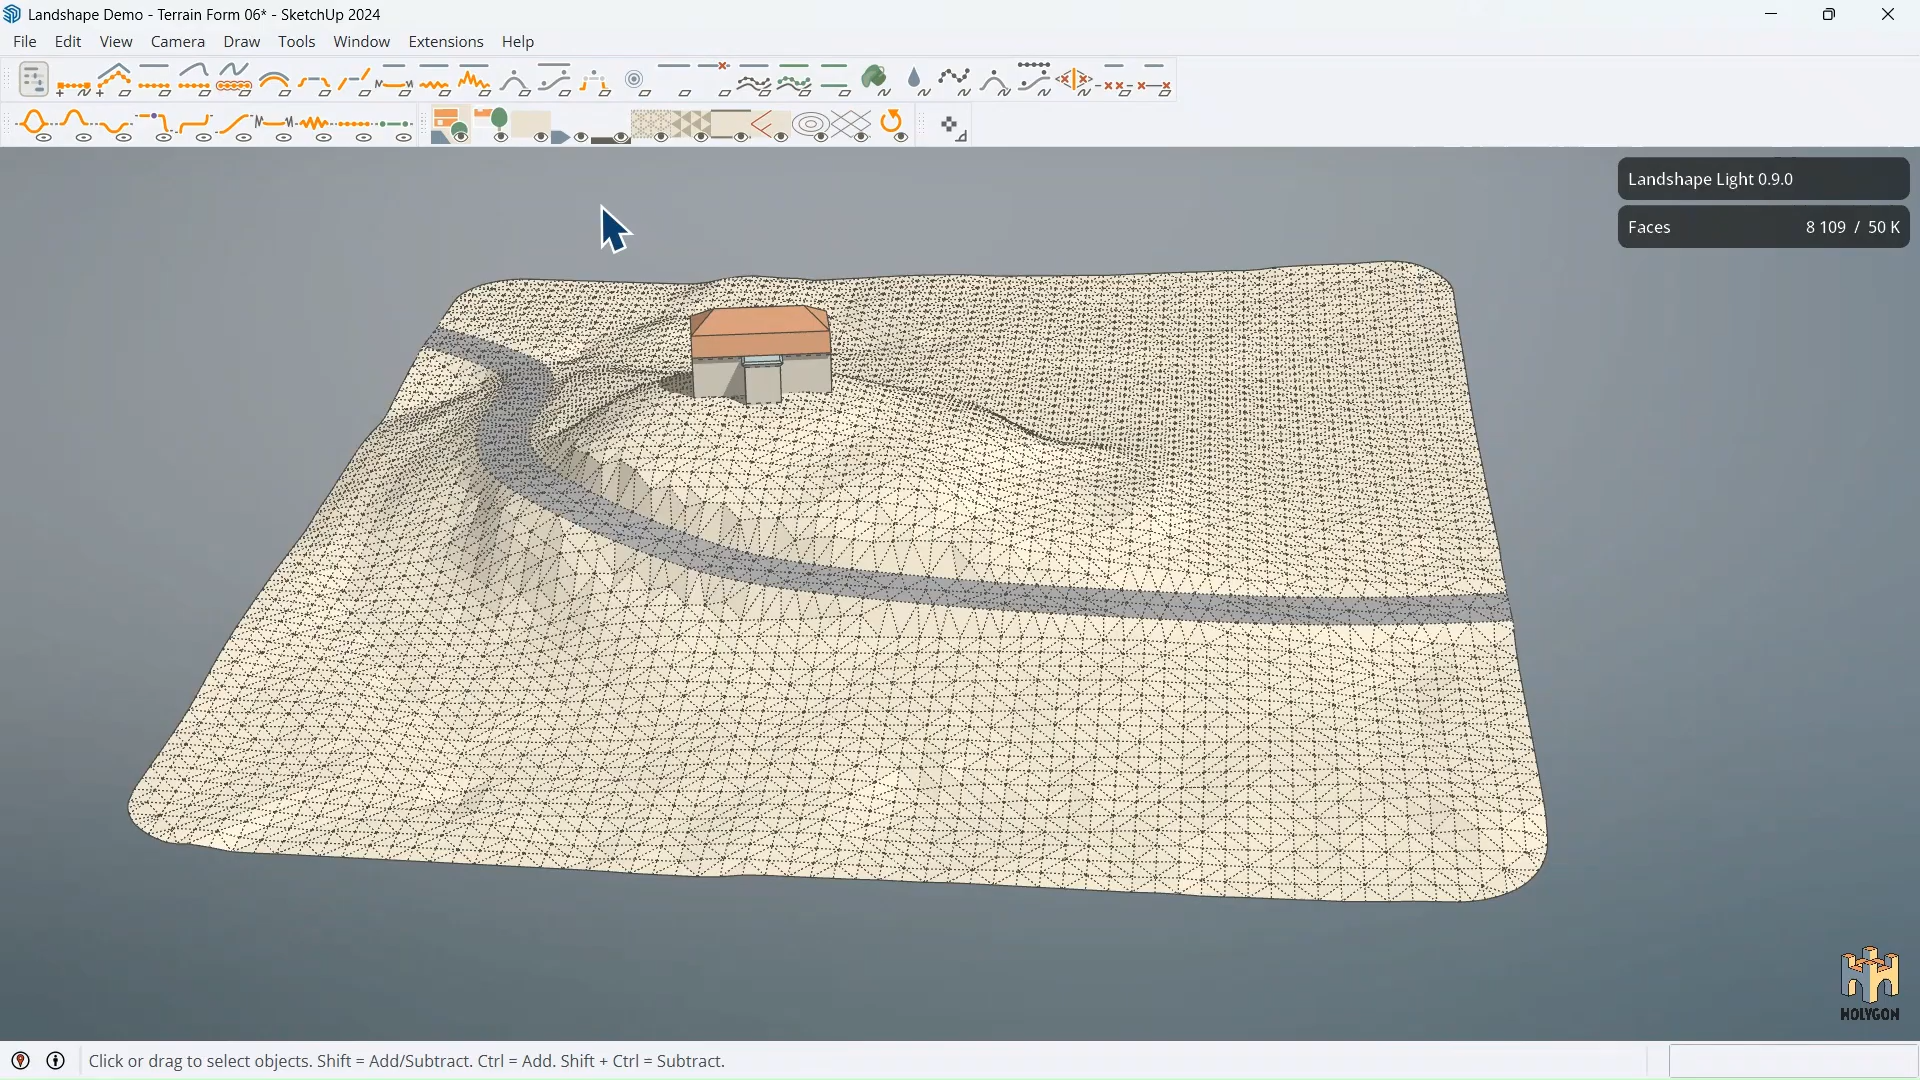 Landshape Demo - Terrain Form 06* - SketchUp 2024
File Edit View Camera Draw Tools Window Extensions Help
Landshape Light 0.9.0
Faces 8 109 / 50 K
HOLYGON
Click or drag to select objects. Shift = Add/Subtract. Ctrl = Add. Shift + Ctrl = Subtract.